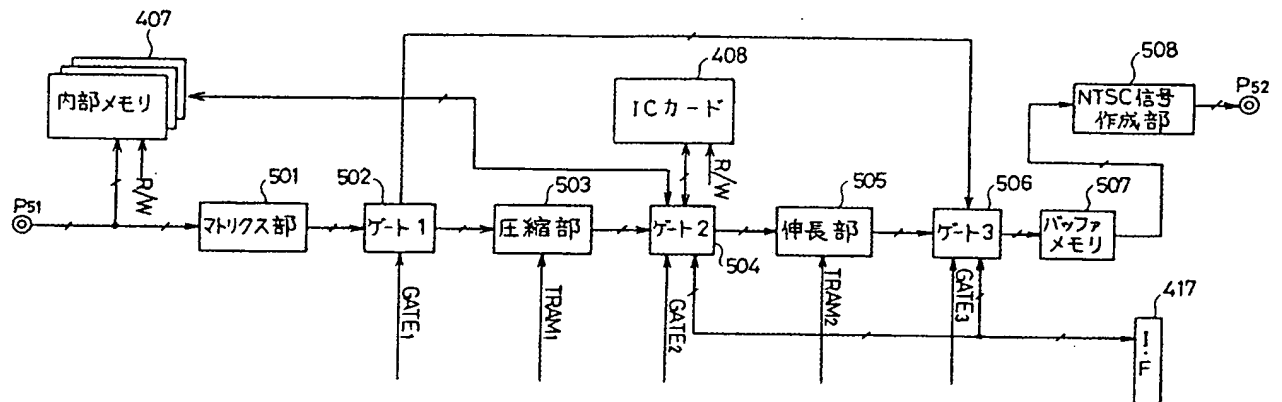 407
内部メモリ
R/W
P51
マトリクス部
501
ゲート1
502
GATE1
圧縮部
503
TRAM1
408
ICカード
R/W
ゲート2
504
GATE2
伸長部
505
TRAM2
ゲート3
506
GATE3
バッファ
メモリ
507
508
NTSC信号
作成部
P52
417
I・F